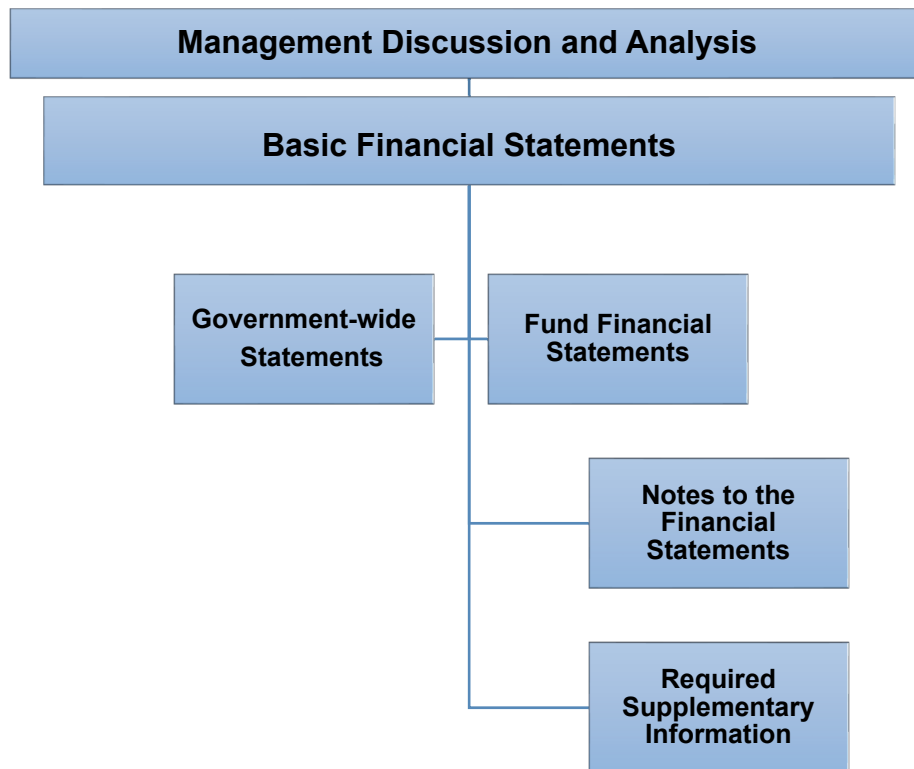 Management Discussion and Analysis
Basic Financial Statements
Government-wide
Statements
Fund Financial
Statements
Notes to the
Financial
Statements
Required
Supplementary
Information